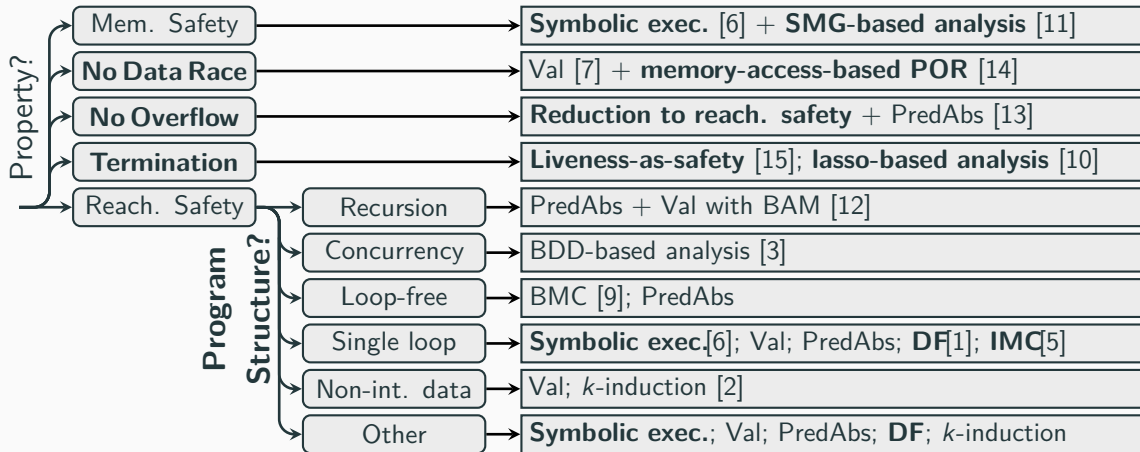 Property?
Mem. Safety
Symbolic exec. [6] + SMG-based analysis [11]
No Data Race
Val [7] + memory-access-based POR [14]
No Overflow
Reduction to reach. safety + PredAbs [13]
Termination
Liveness-as-safety [15]; lasso-based analysis [10]
Reach. Safety
Program
Structure?
Recursion
PredAbs + Val with BAM [12]
Concurrency
BDD-based analysis [3]
Loop-free
BMC [9]; PredAbs
Single loop
Symbolic exec.[6]; Val; PredAbs; DF[1]; IMC[5]
Non-int. data
Val; k-induction [2]
Other
Symbolic exec.; Val; PredAbs; DF; k-induction